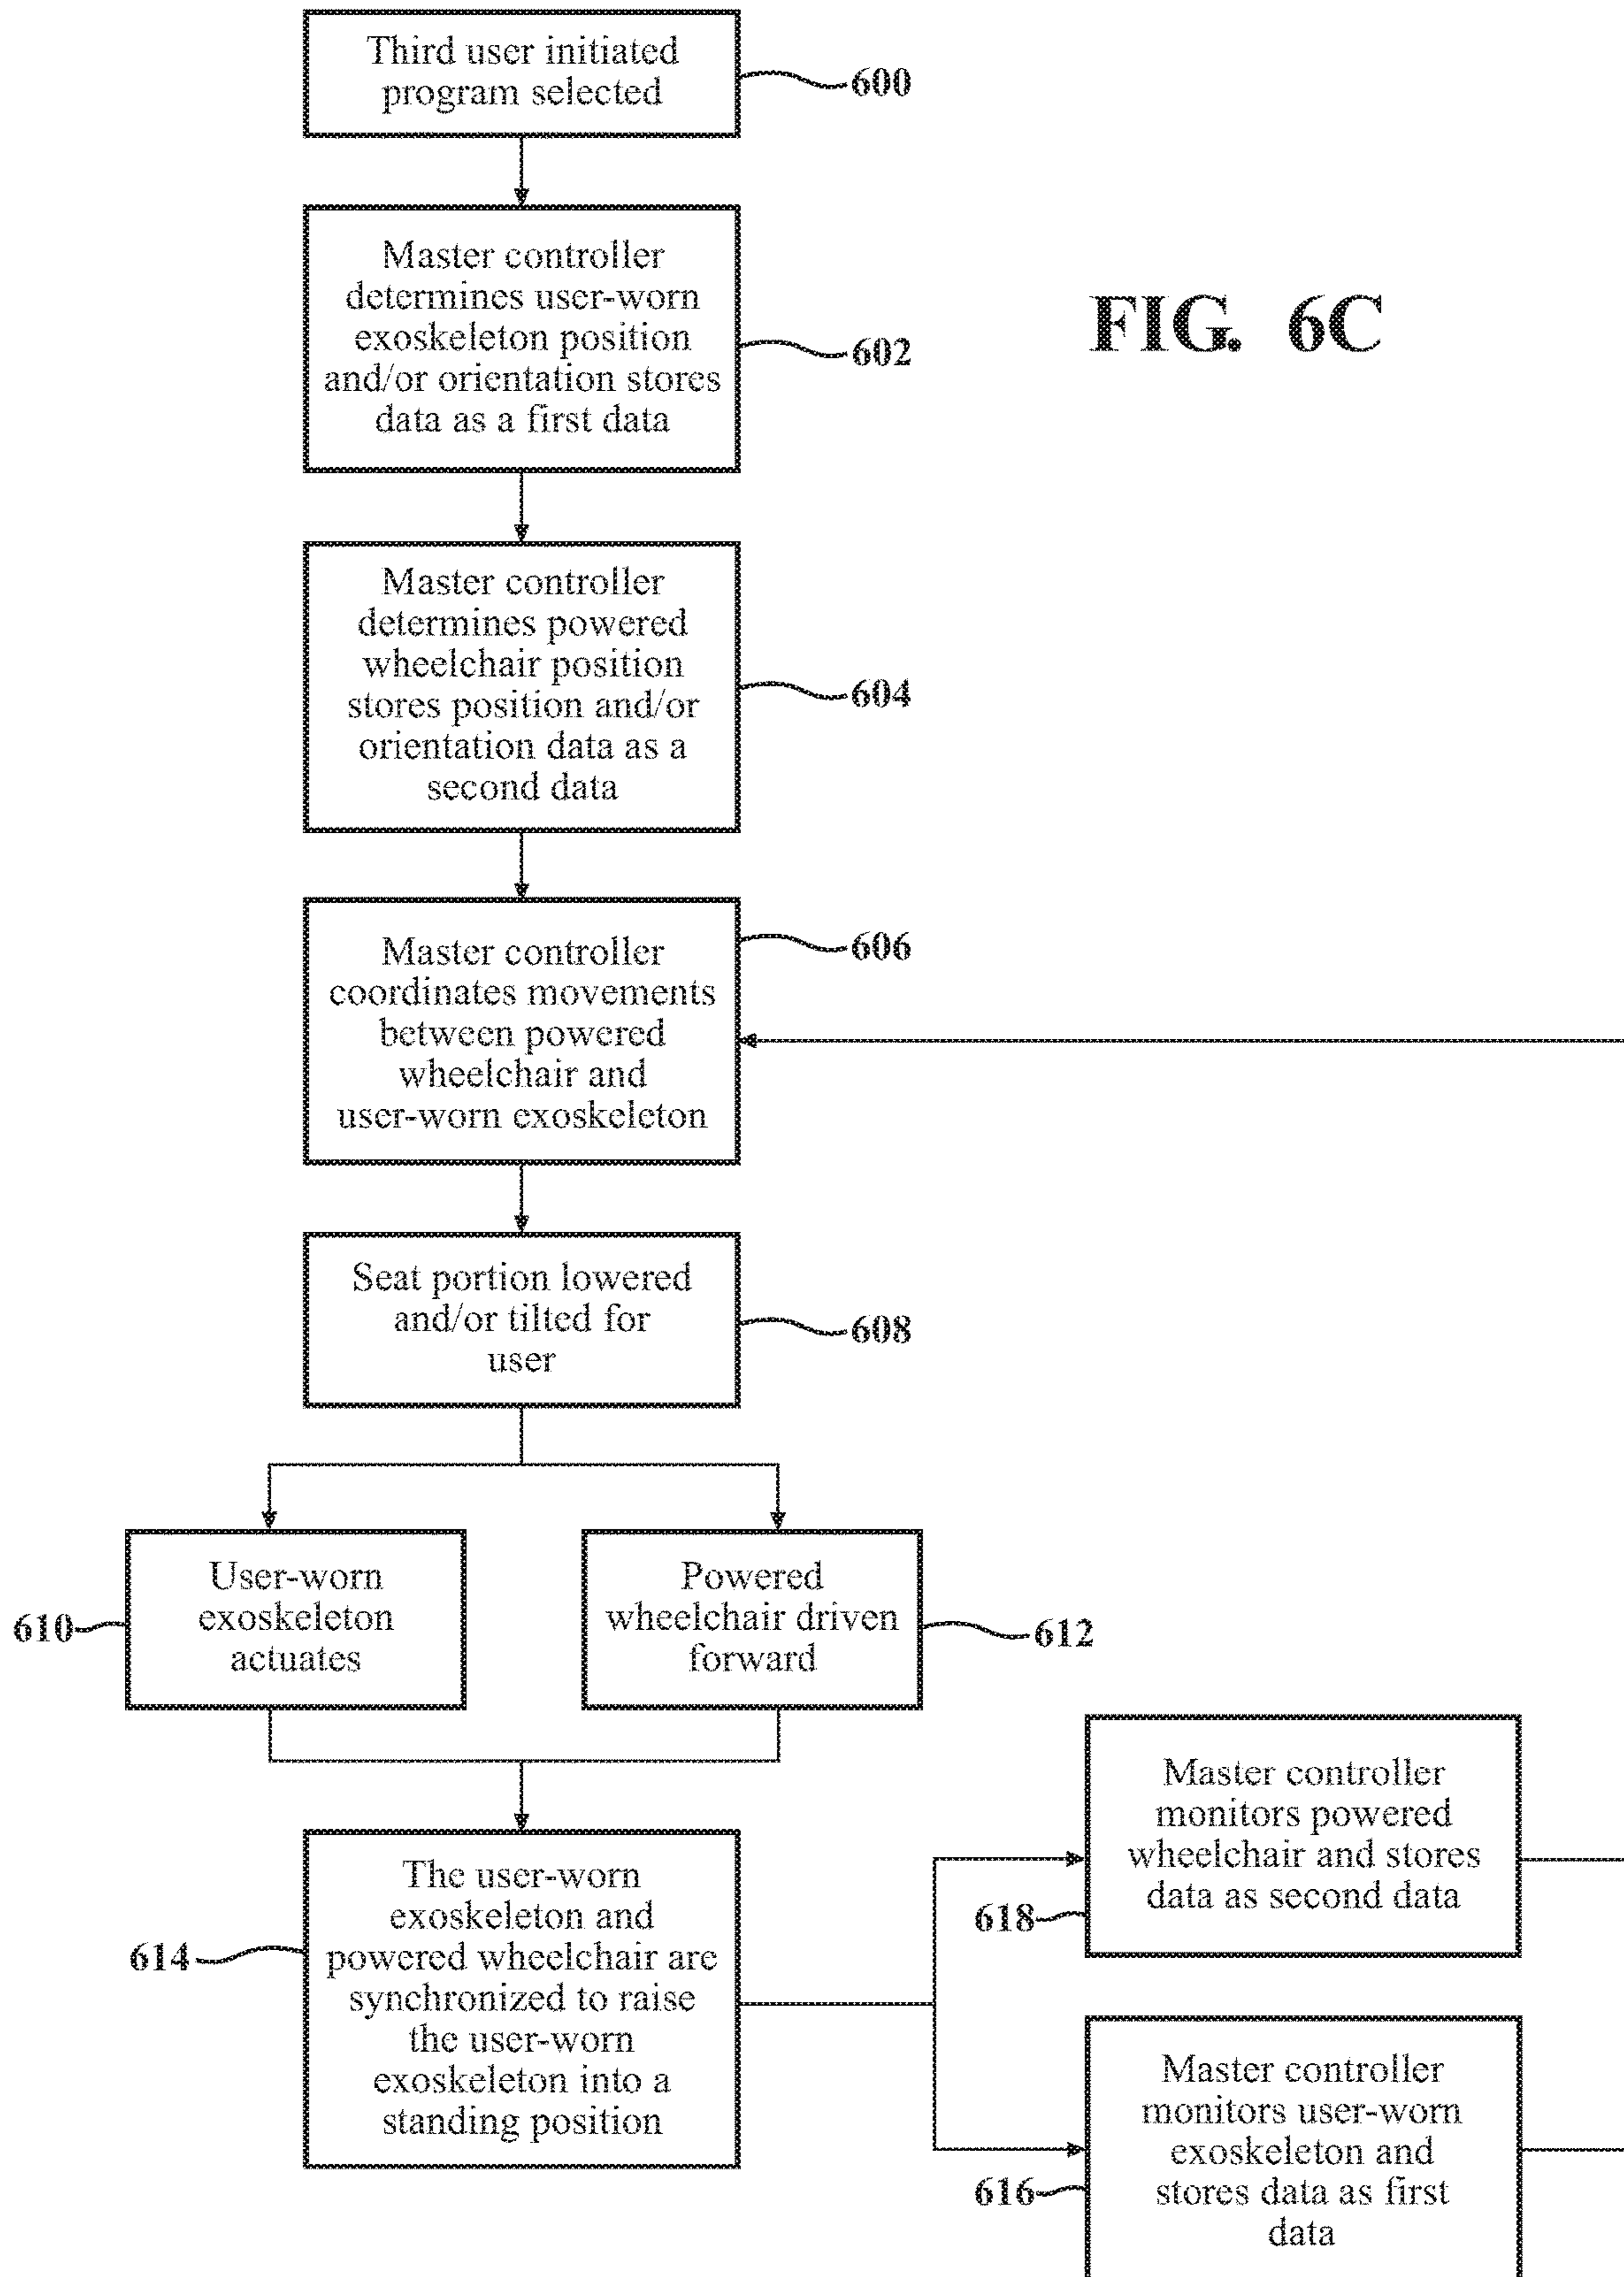 Third user initiated
program selected
600
Master controller
determines user-worn
exoskeleton position
and/or orientation stores
data as a first data
602
FIG. 6C
Master controller
determines powered
wheelchair position
stores position and/or
orientation data as a
second data
604
Master controller
coordinates movements
between powered
wheelchair and
user-worn exoskeleton
606
Seat portion lowered
and/or tilted for
user
608
User-worn
exoskeleton
actuates
610
Powered
wheelchair driven
forward
612
The user-worn
exoskeleton and
powered wheelchair are
synchronized to raise
the user-worn
exoskeleton into a
standing position
614
Master controller
monitors powered
wheelchair and stores
data as second data
618
Master controller
monitors user-worn
exoskeleton and
stores data as first
data
616